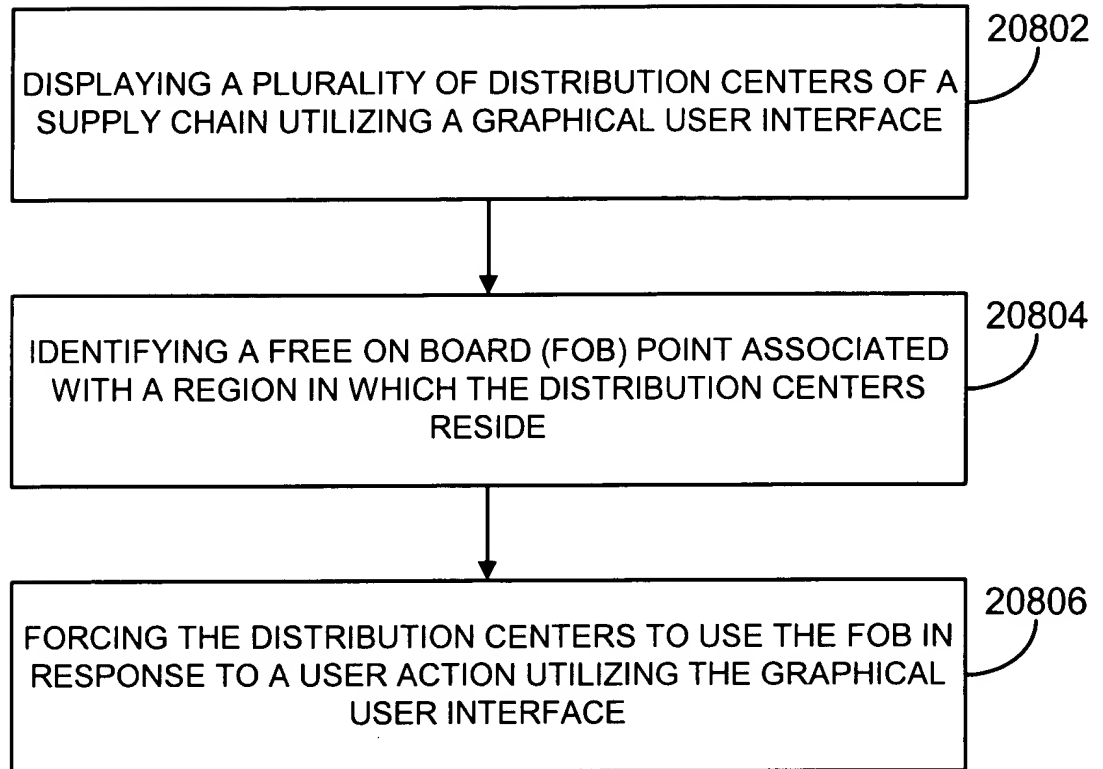 20802
DISPLAYING A PLURALITY OF DISTRIBUTION CENTERS OF A
SUPPLY CHAIN UTILIZING A GRAPHICAL USER INTERFACE
20804
IDENTIFYING A FREE ON BOARD (FOB) POINT ASSOCIATED
WITH A REGION IN WHICH THE DISTRIBUTION CENTERS
RESIDE
20806
FORCING THE DISTRIBUTION CENTERS TO USE THE FOB IN
RESPONSE TO A USER ACTION UTILIZING THE GRAPHICAL
USER INTERFACE